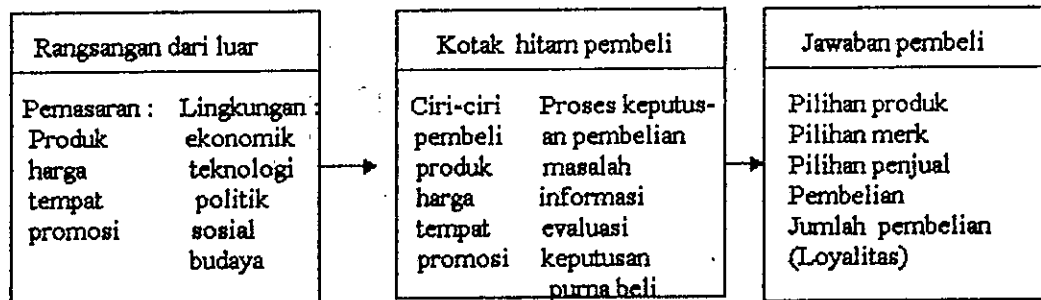 Rangsangan dari luar
Pemasaran : Lingkungan :
Produk ekonomik
harga teknologi
tempat politik
promosi sosial
budaya
Kotak hitam pembeli
Ciri-ciri Proses keputus-
pembeli an pembelian
produk masalah
harga informasi
tempat evaluasi
promosi keputusan
purna beli
Jawaban pembeli
Pilihan produk
Pilihan merk
Pilihan penjual
Pembelian
Jumlah pembelian
(Loyalitas)